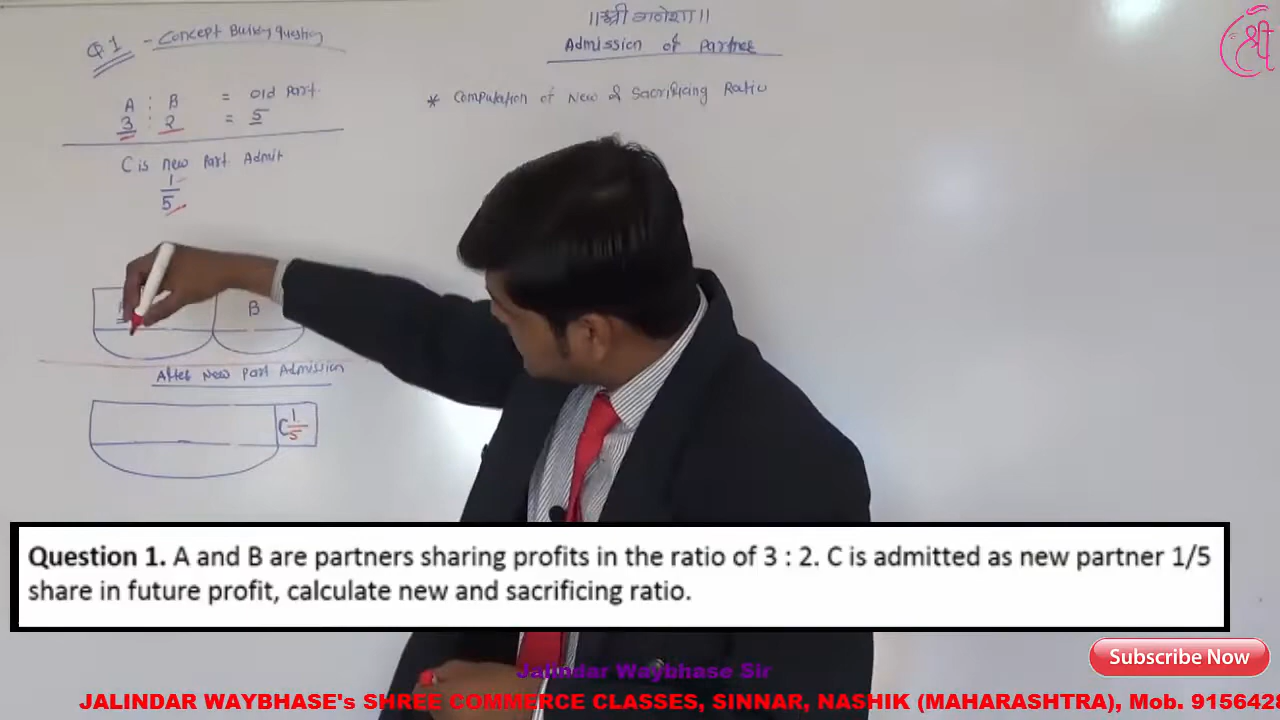 ॥श्री गणेशा॥
Admission of Partner
श्री
Q.1 - Concept Building Question
A : B = old Part.
3 : 2 = 5
C is new Part Admit
1
5
* Computation of New & Sacrificing Ratio
B
After New Part Admission
C 1/5
Question 1. A and B are partners sharing profits in the ratio of 3 : 2. C is admitted as new partner 1/5
share in future profit, calculate new and sacrificing ratio.
Subscribe Now
Jalindar Waybhase Sir
JALINDAR WAYBHASE's SHREE COMMERCE CLASSES, SINNAR, NASHIK (MAHARASHTRA), Mob. 915642